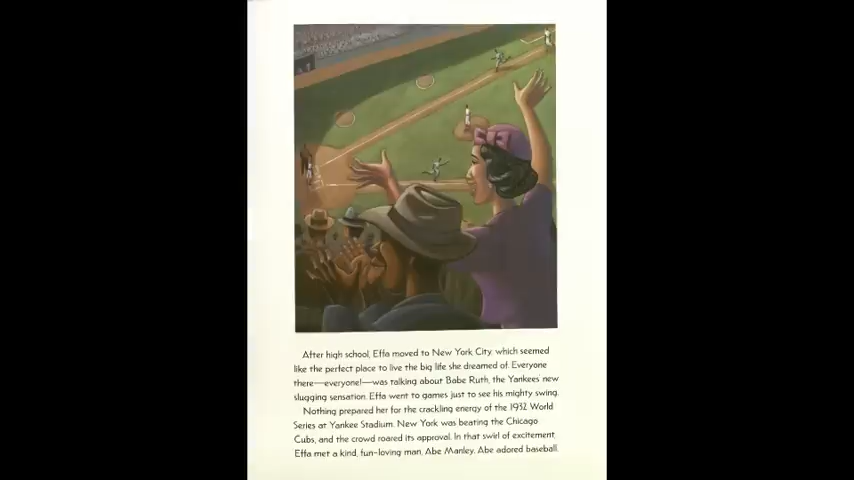 After high school, Effa moved to New York City, which seemed
like the perfect place to live the big life she dreamed of. Everyone
there—everyone!—was talking about Babe Ruth, the Yankees' new
slugging sensation. Effa went to games just to see his mighty swing.
Nothing prepared her for the crackling energy of the 1932 World
Series at Yankee Stadium. New York was beating the Chicago
Cubs, and the crowd roared its approval. In that swirl of excitement
Effa met a kind, fun-loving man, Abe Manley. Abe adored baseball.